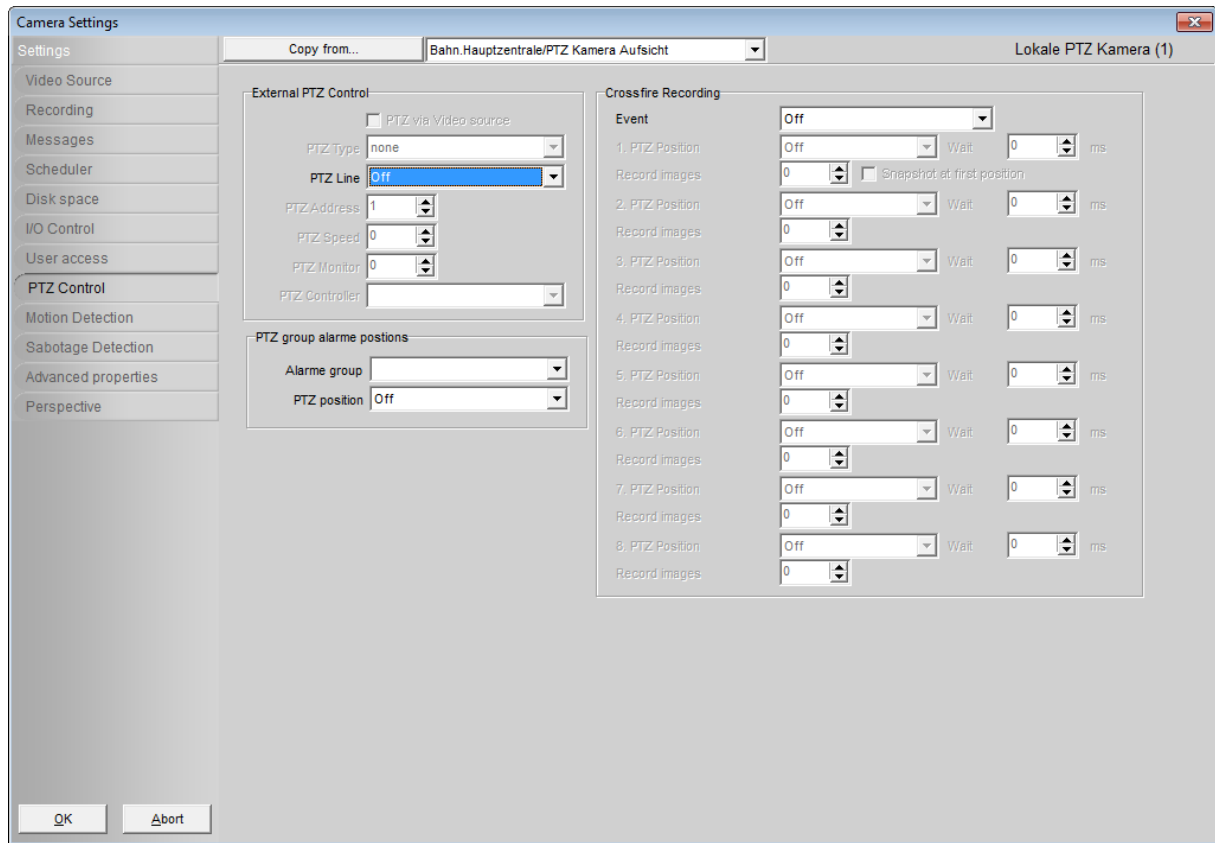 Camera Settings
Settings
Copy from...
Bahn.Hauptzentrale/PTZ Kamera Aufsicht
Lokale PTZ Kamera (1)
Video Source
Recording
Messages
Scheduler
Disk space
I/O Control
User access
PTZ Control
Motion Detection
Sabotage Detection
Advanced properties
Perspective
External PTZ Control
PTZ via Video source
PTZ Type none
PTZ Line Off
PTZ Address 1
PTZ Speed 0
PTZ Monitor 0
PTZ Controller
PTZ group alarme postions
Alarme group
PTZ position Off
Crossfire Recording
Event Off
1. PTZ Position Off Wait 0 ms
Record images 0 Snapshot at first position
2. PTZ Position Off Wait 0 ms
Record images 0
3. PTZ Position Off Wait 0 ms
Record images 0
4. PTZ Position Off Wait 0 ms
Record images 0
5. PTZ Position Off Wait 0 ms
Record images 0
6. PTZ Position Off Wait 0 ms
Record images 0
7. PTZ Position Off Wait 0 ms
Record images 0
8. PTZ Position Off Wait 0 ms
Record images 0
OK
Abort